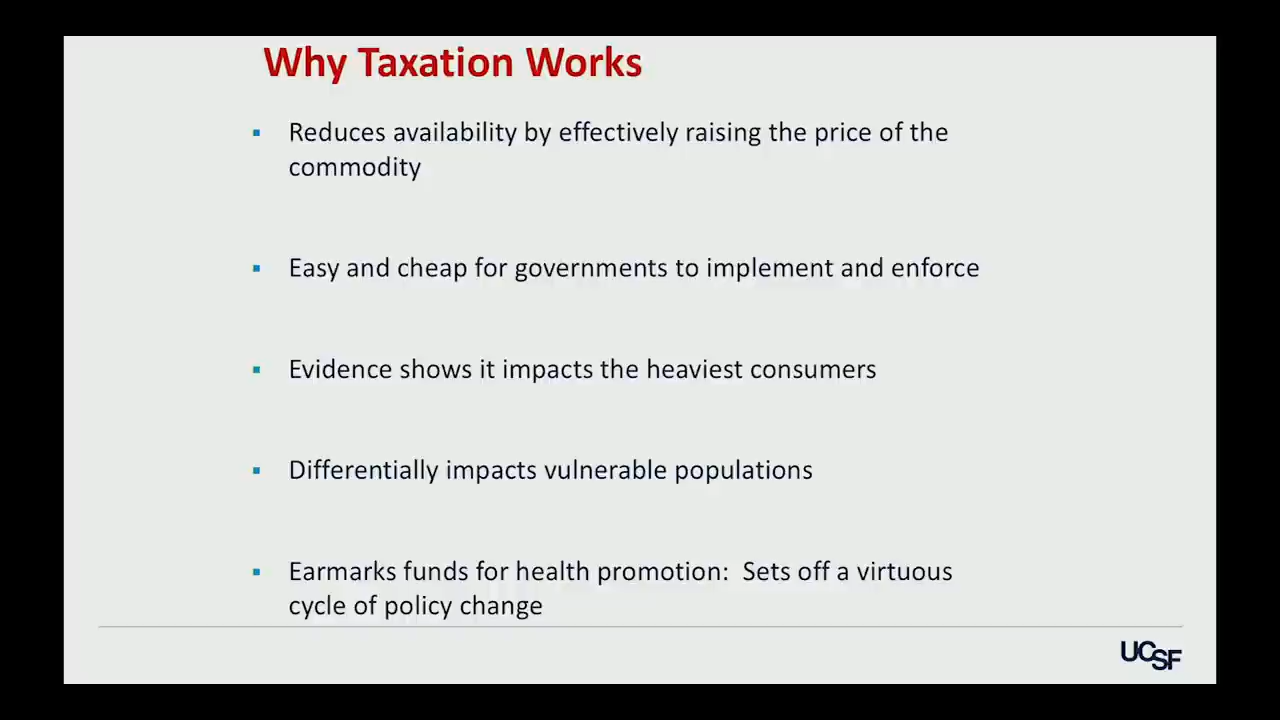 Why Taxation Works
▪ Reduces availability by effectively raising the price of the
commodity
▪ Easy and cheap for governments to implement and enforce
▪ Evidence shows it impacts the heaviest consumers
▪ Differentially impacts vulnerable populations
▪ Earmarks funds for health promotion:  Sets off a virtuous
cycle of policy change
UCSF